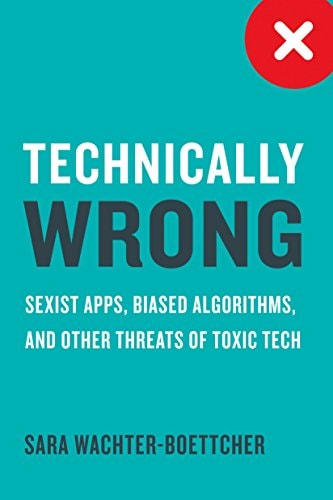 TECHNICALLY
WRONG
SEXIST APPS, BIASED ALGORITHMS,
AND OTHER THREATS OF TOXIC TECH
SARA WACHTER-BOETTCHER